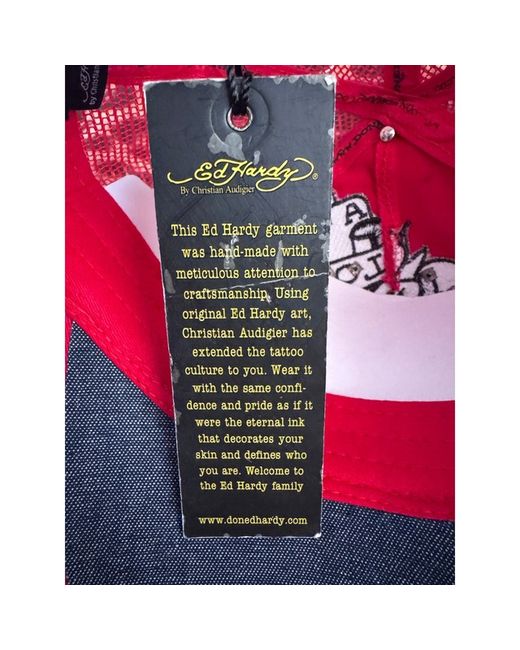 Ed Hardy®
By Christian Audigier
This Ed Hardy garment
was hand-made with
meticulous attention to
craftsmanship. Using
original Ed Hardy art,
Christian Audigier has
extended the tattoo
culture to you. Wear it
with the same confi-
dence and pride as if it
were the eternal ink
that decorates your
skin and defines who
you are. Welcome to
the Ed Hardy family
www.donedhardy.com